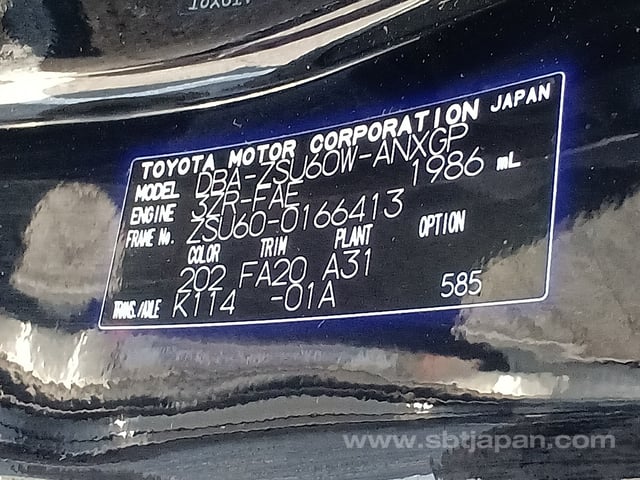 TOYOTA MOTOR CORPORATION JAPAN
MODEL DBA-ZSU60W-ANXGP
ENGINE 3ZR-FAE 1986 mL
FRAME No. ZSU60-0166413
COLOR TRIM PLANT OPTION
202 FA20 A31
TRANS./AXLE K114 -01A 585
www.sbtjapan.com